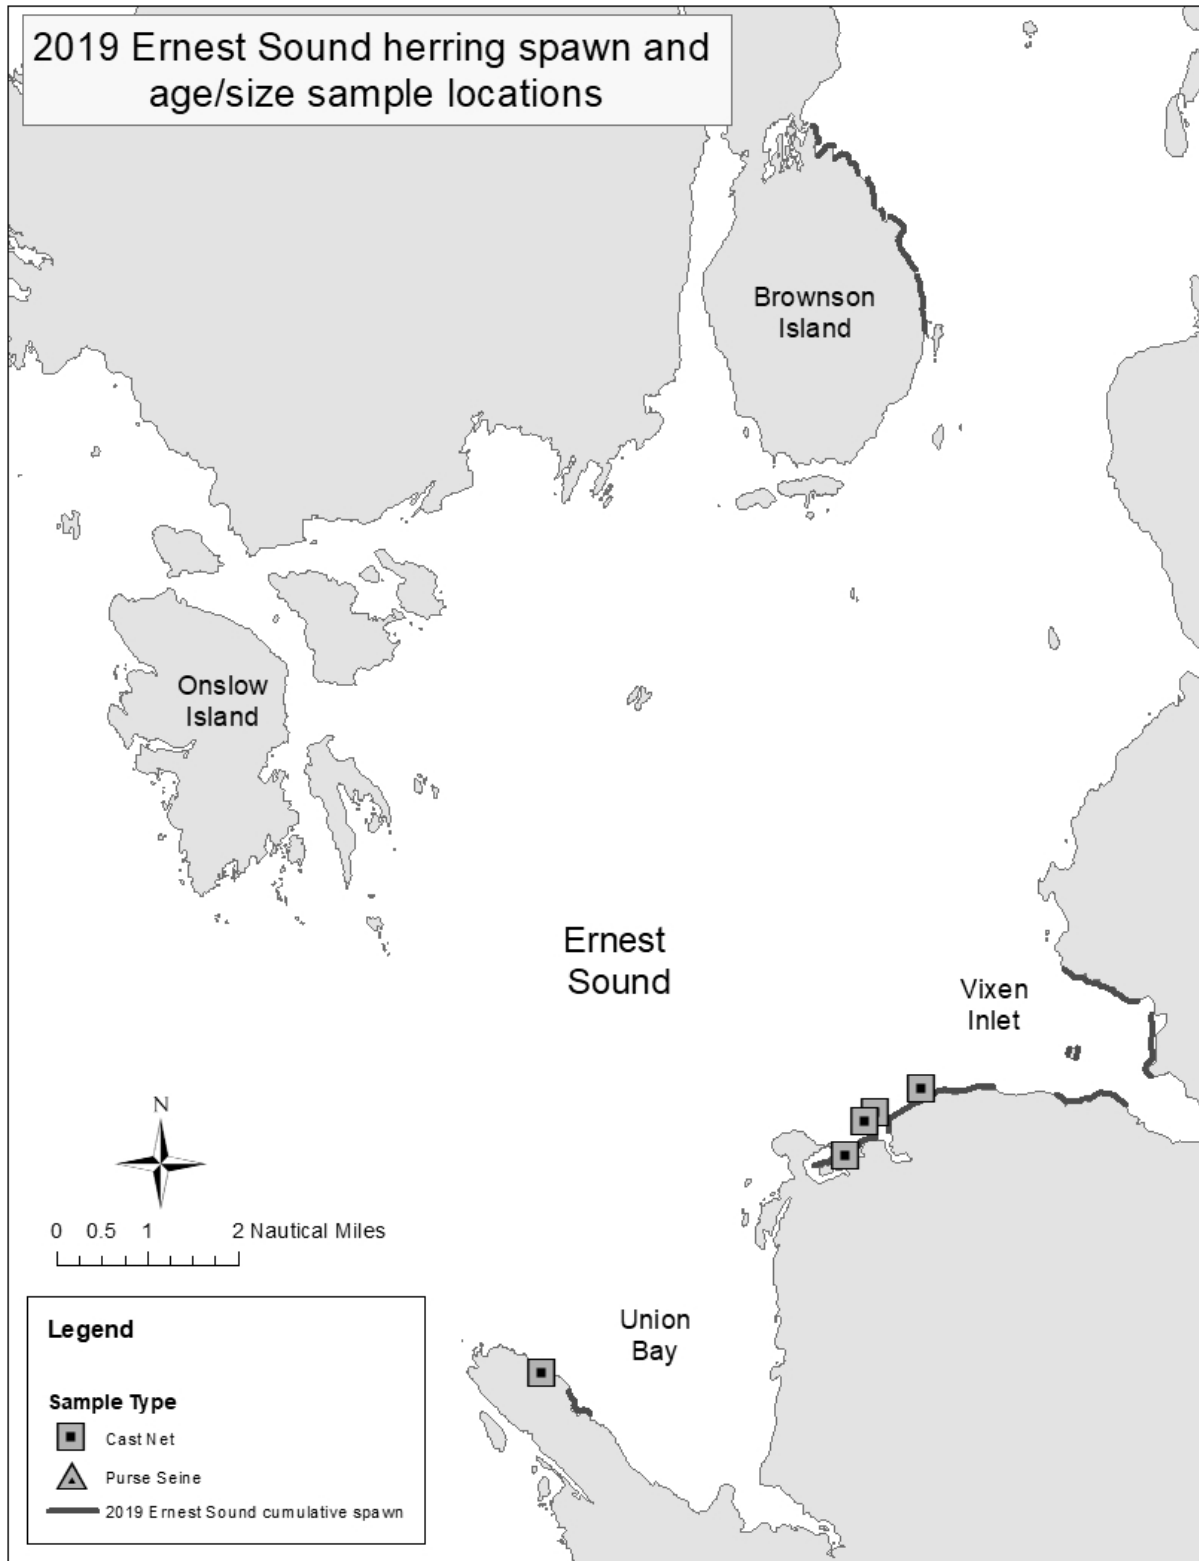 2019 Ernest Sound herring spawn and
age/size sample locations
Brownson
Island
Onslow
Island
Ernest
Sound
Vixen
Inlet
N
0 0.5 1 2 Nautical Miles
Union
Bay
Legend
Sample Type
Cast Net
Purse Seine
2019 Ernest Sound cumulative spawn